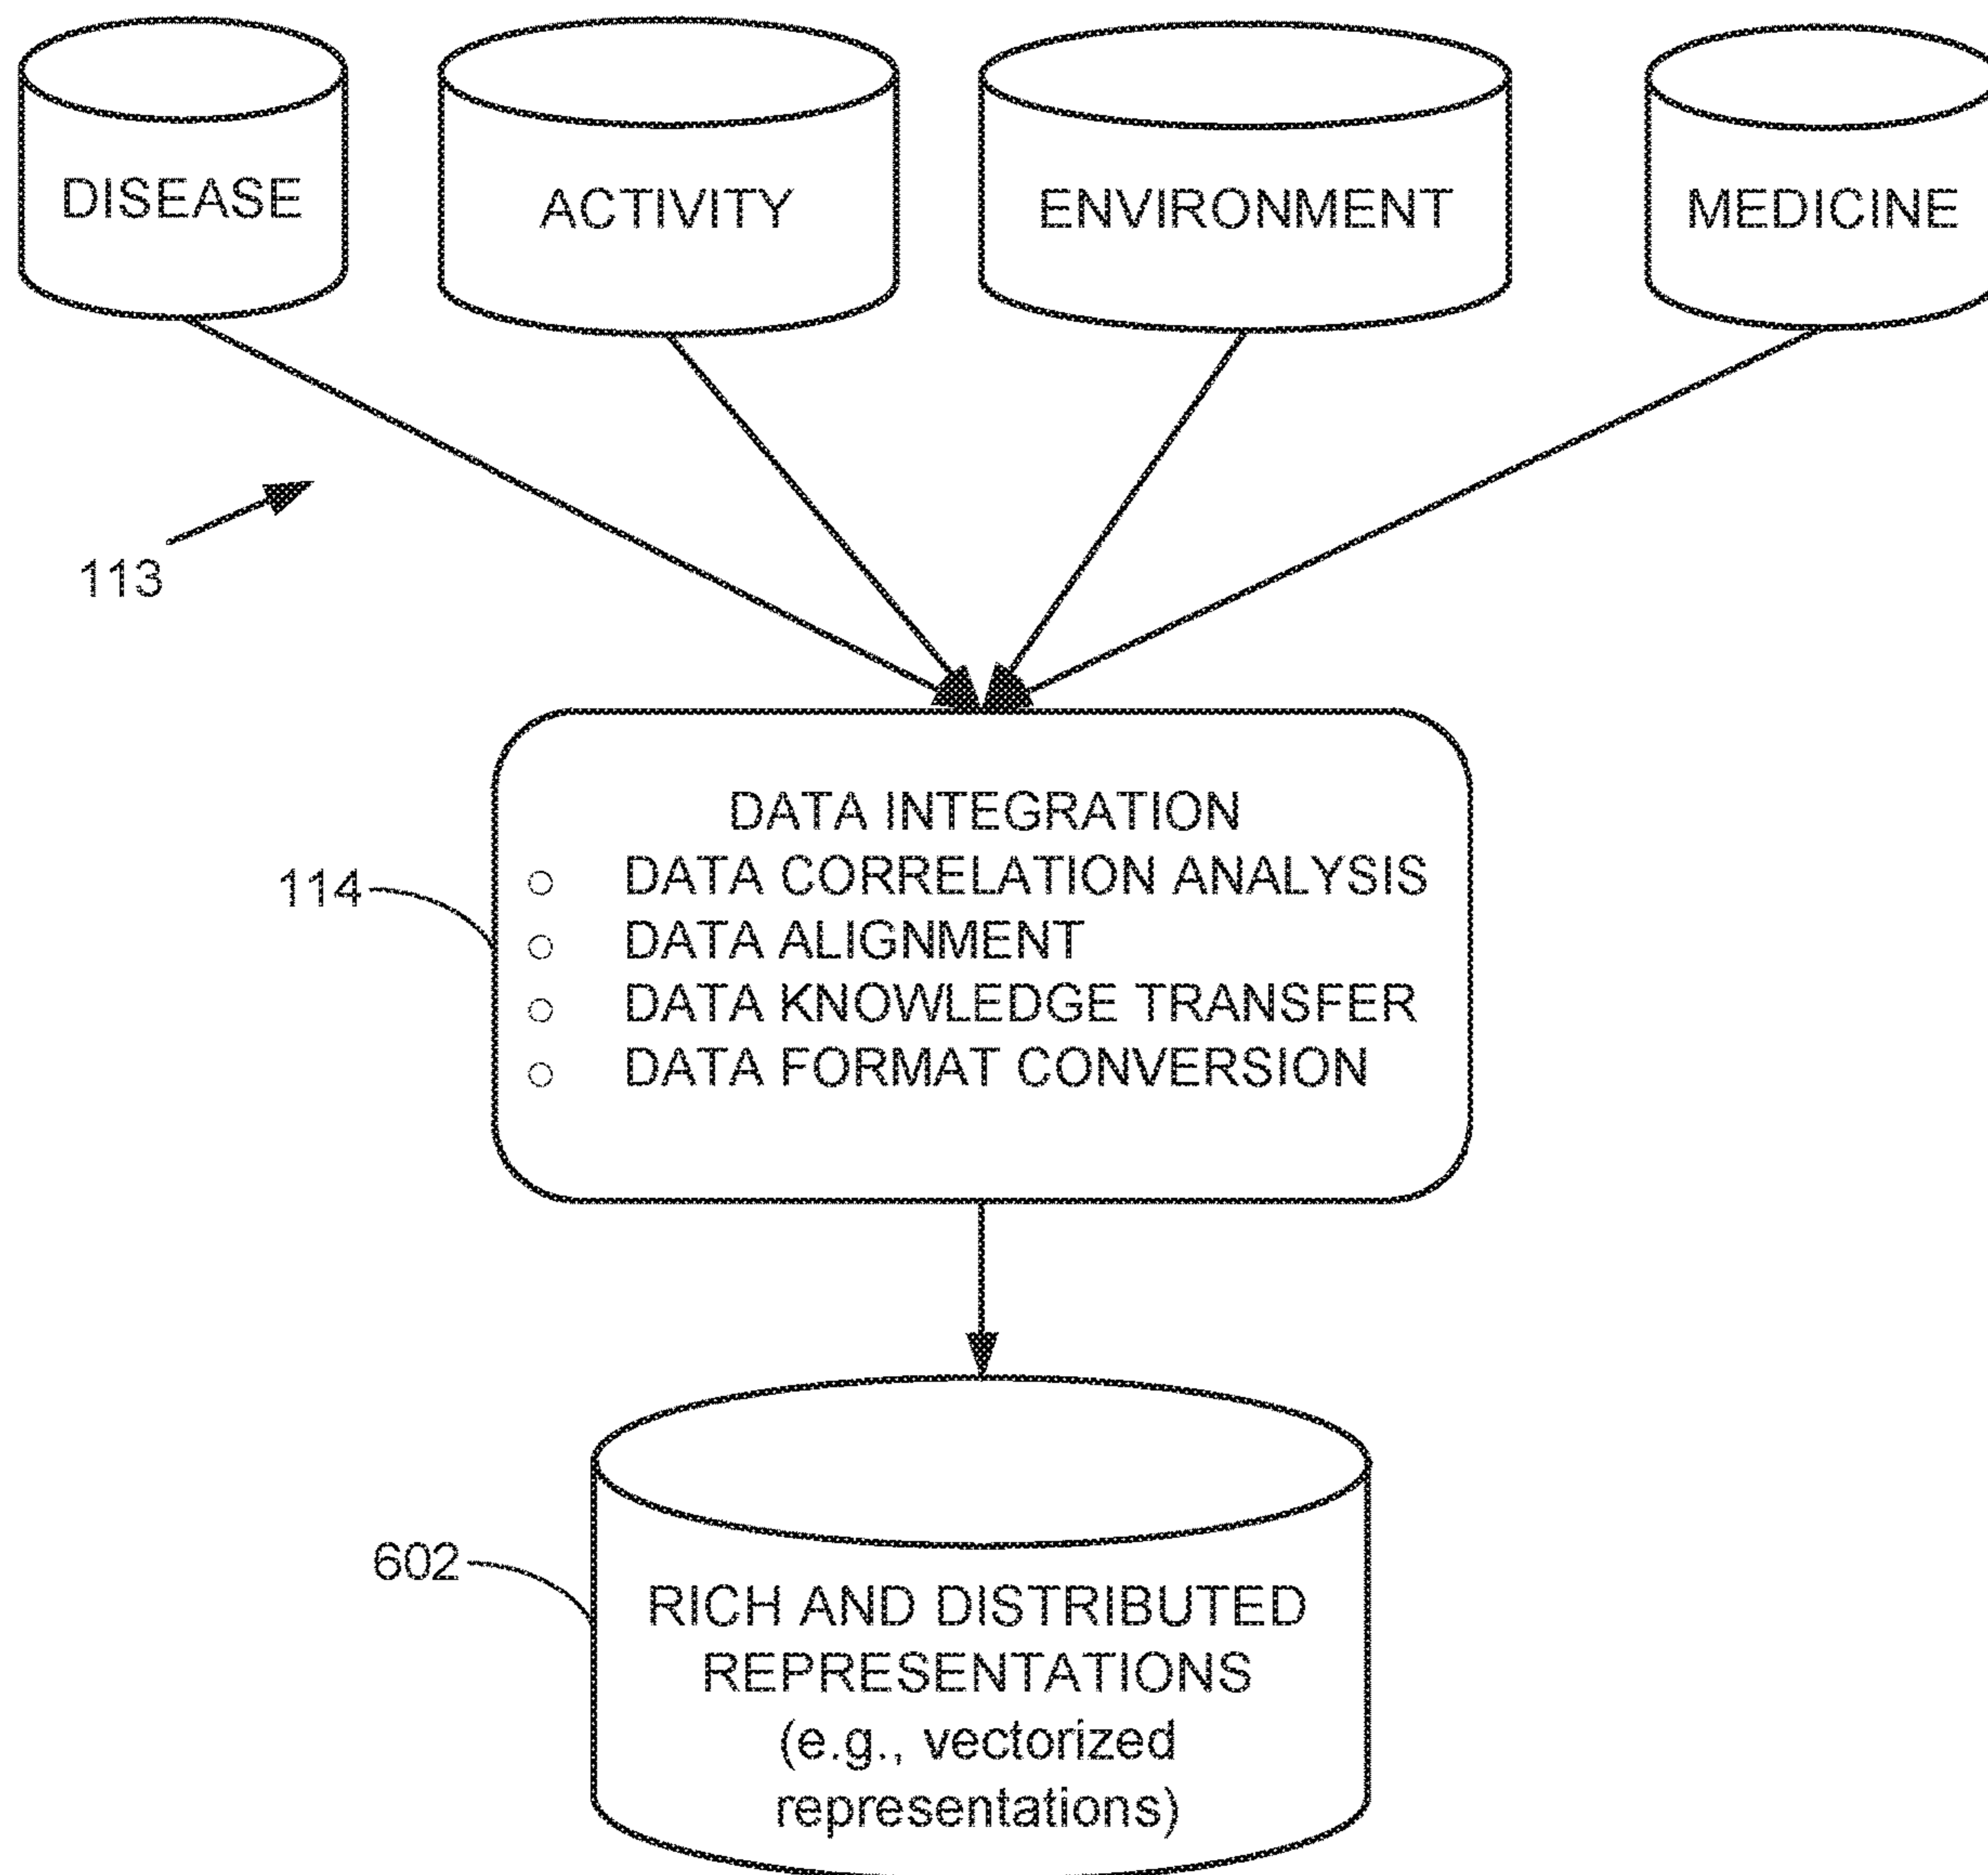 DISEASE
ACTIVITY
ENVIRONMENT
MEDICINE
113
DATA INTEGRATION
114
○ DATA CORRELATION ANALYSIS
○ DATA ALIGNMENT
○ DATA KNOWLEDGE TRANSFER
○ DATA FORMAT CONVERSION
602
RICH AND DISTRIBUTED
REPRESENTATIONS
(e.g., vectorized
representations)